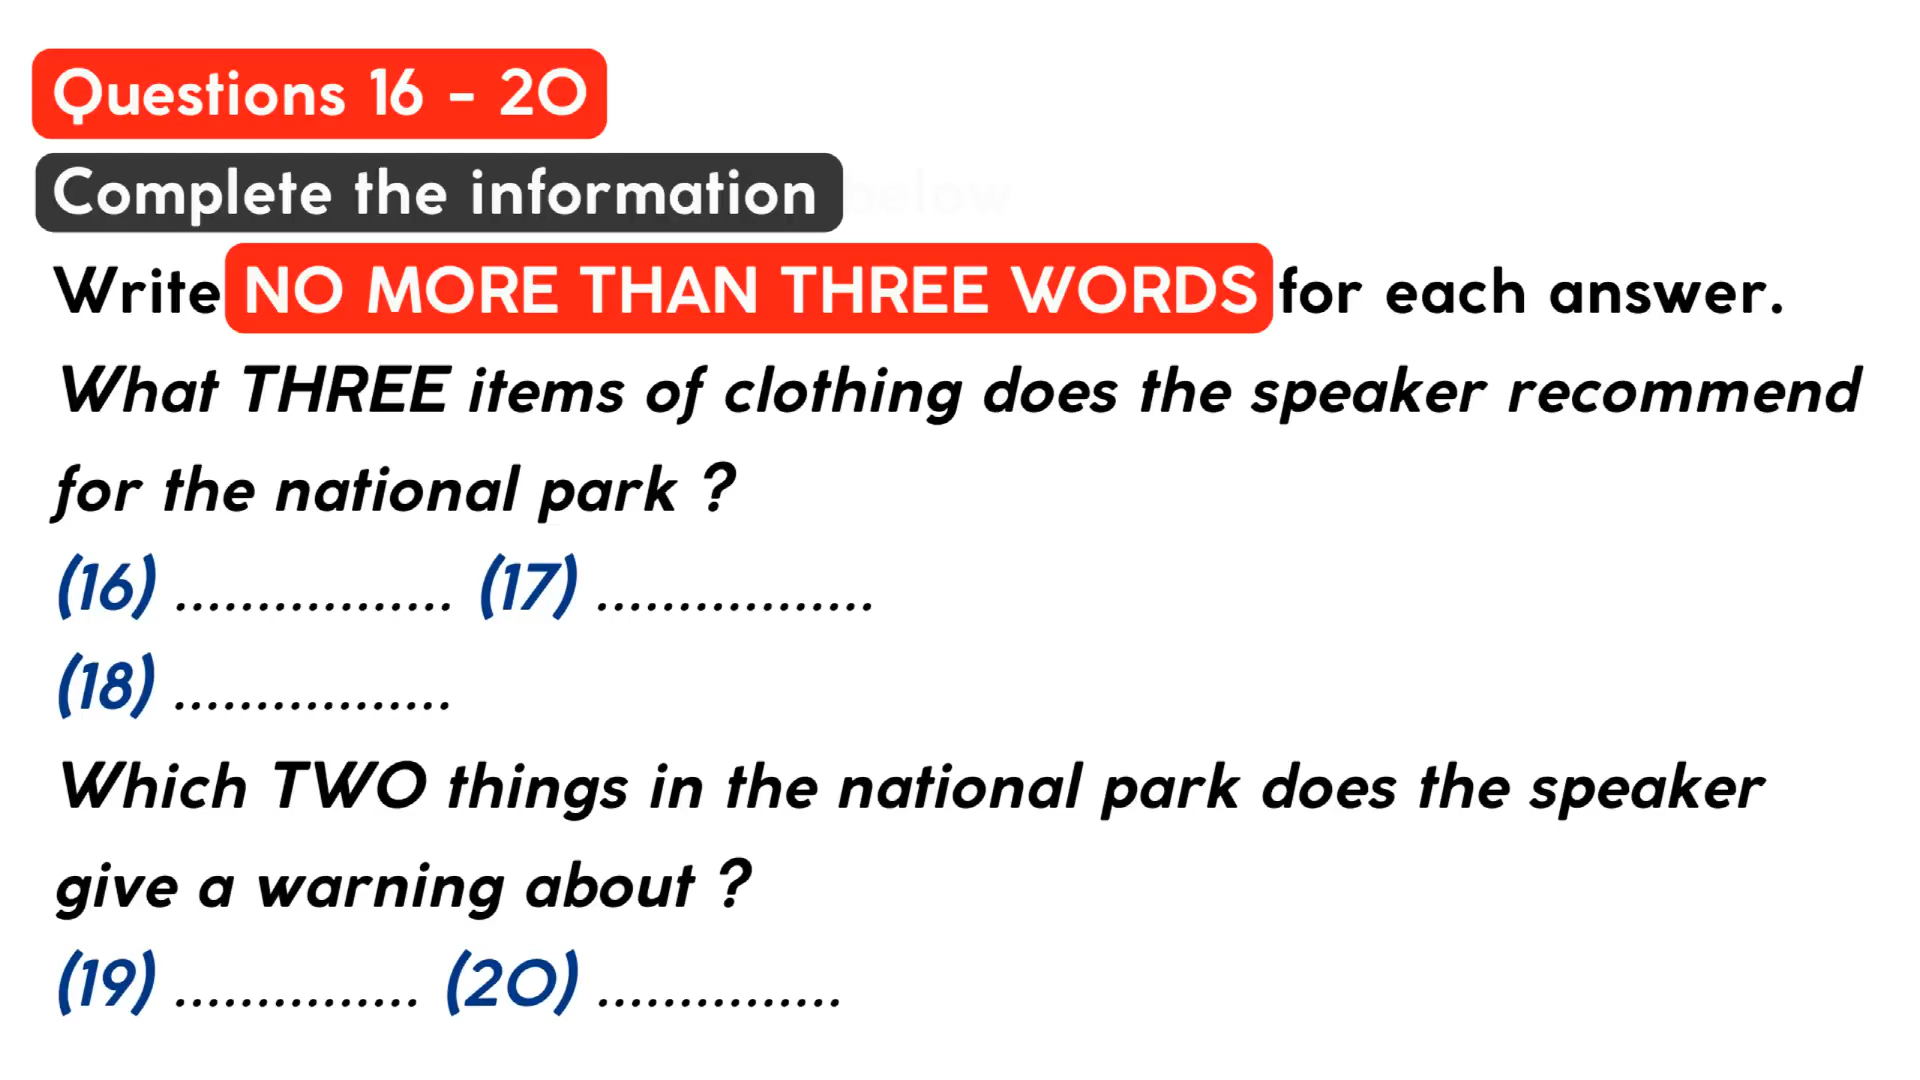 Questions 16 - 20
Complete the information below
Write NO MORE THAN THREE WORDS for each answer.
What THREE items of clothing does the speaker recommend
for the national park ?
(16) ................. (17) .................
(18) .................
Which TWO things in the national park does the speaker
give a warning about ?
(19) ............... (20) ...............